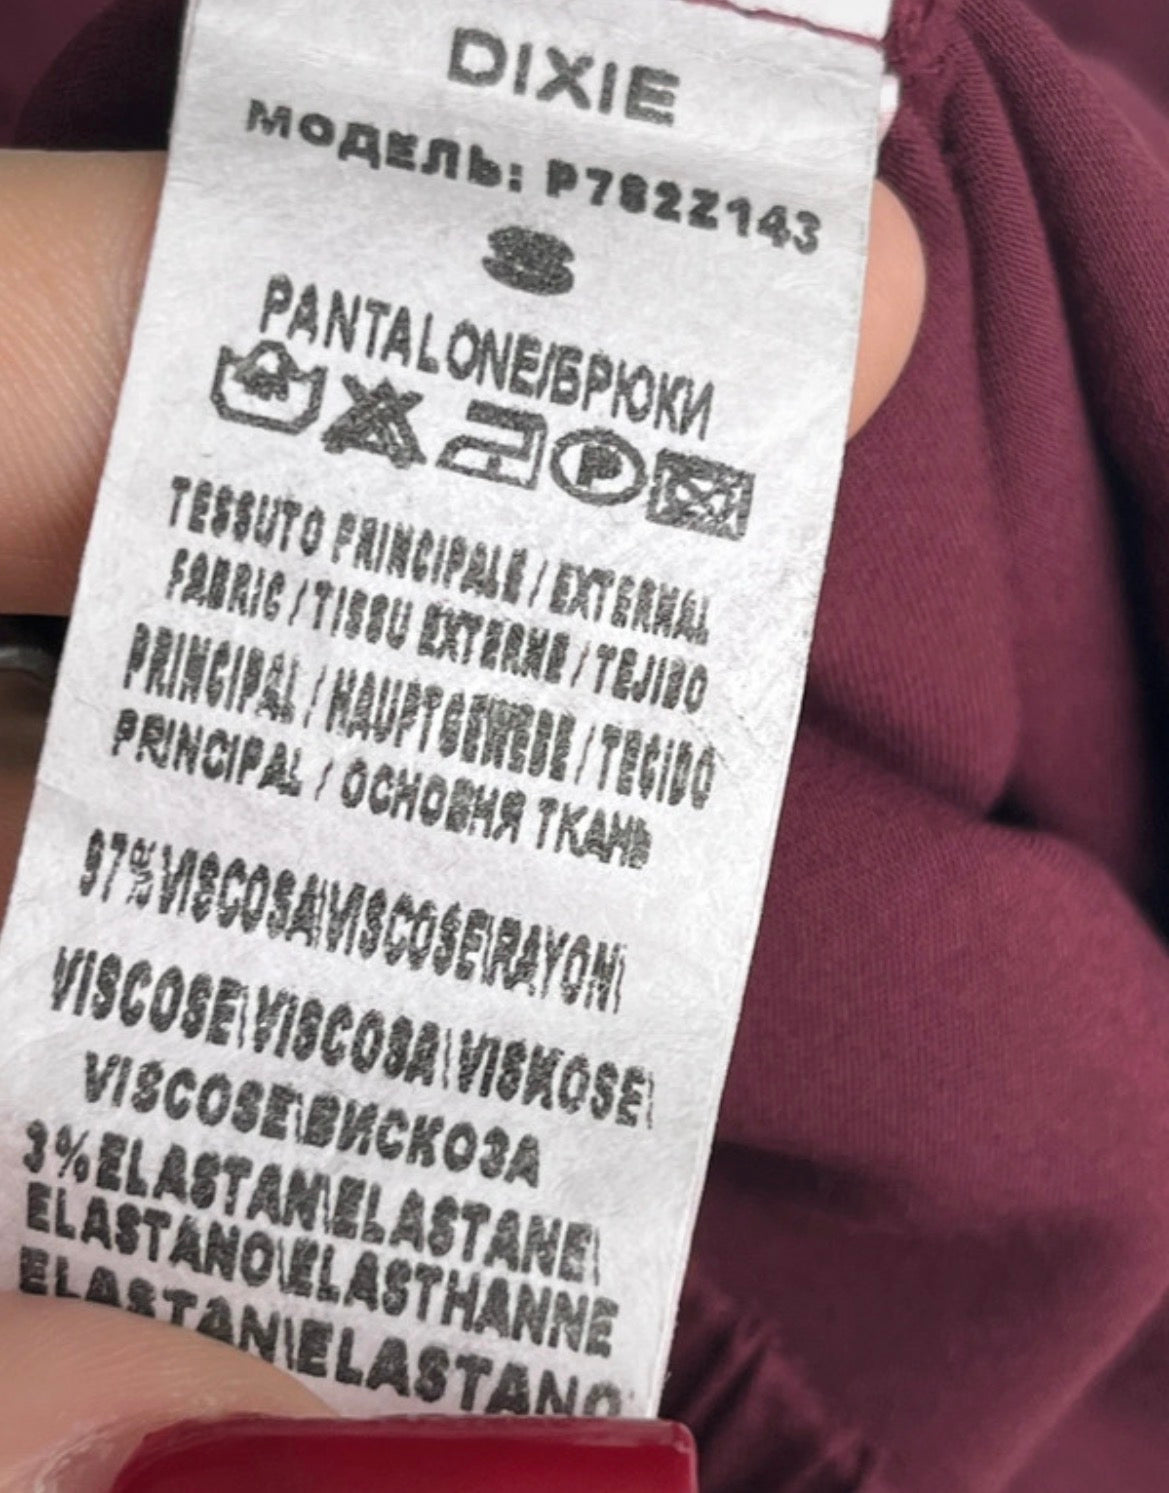 DIXIE
МОДЕЛЬ: P782Z143
S
PANTALONE/БРЮКИ
P
TESSUTO PRINCIPALE / EXTERNAL
FABRIC / TISSU EXTERNE / TEJIDO
PRINCIPAL / HAUPTGEWEBE / TECIDO
PRINCIPAL / ОСНОВНЯ ТКАНЬ
97%VISCOSA\VISCOSE\RAYON\
VISCOSE\VISCOSA\VISKOSE\
VISCOSE\ВИСКОЗА
3%ELASTAN\ELASTANE\
ELASTANO\ELASTHANNE
ELASTAN\ELASTANO